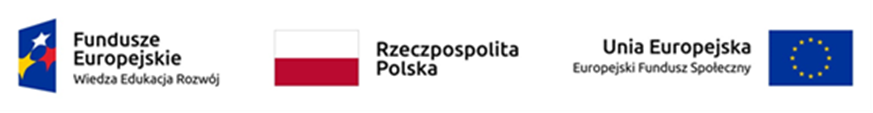 Fundusze
Europejskie
Wiedza Edukacja Rozwój
Rzeczpospolita
Polska
Unia Europejska
Europejski Fundusz Społeczny